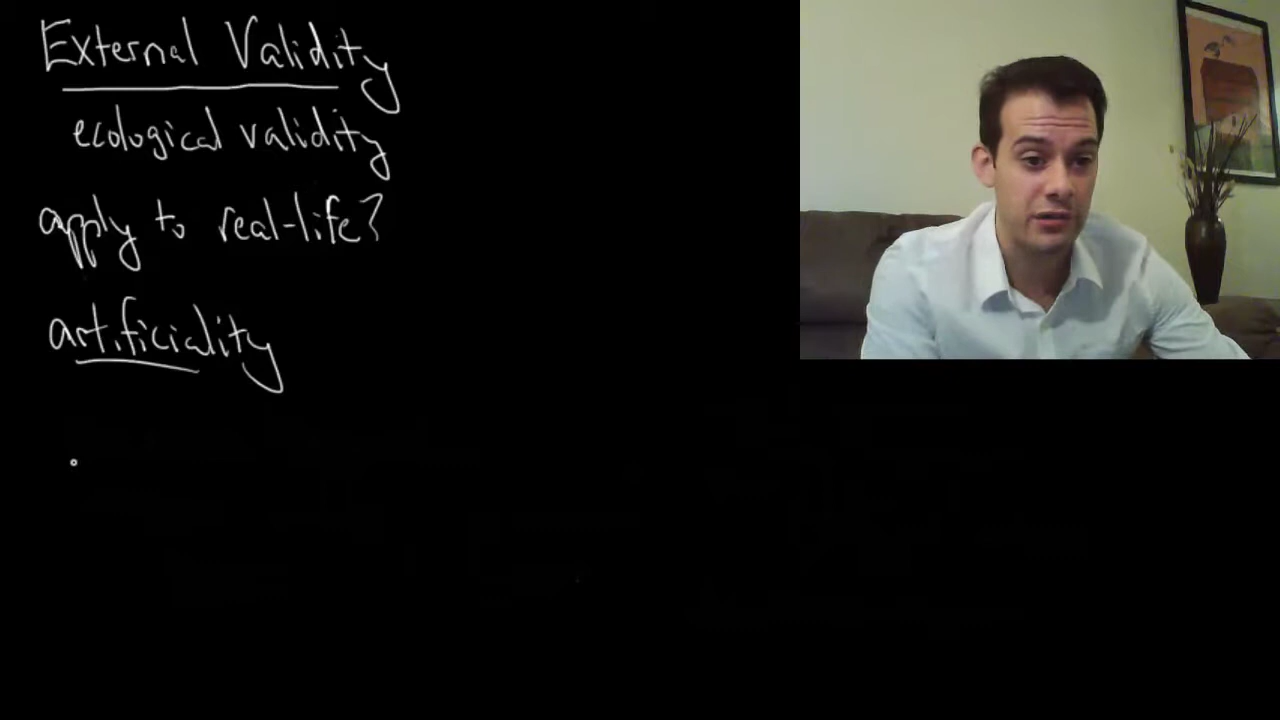 External Validity
ecological validity
apply to real-life?
artificiality